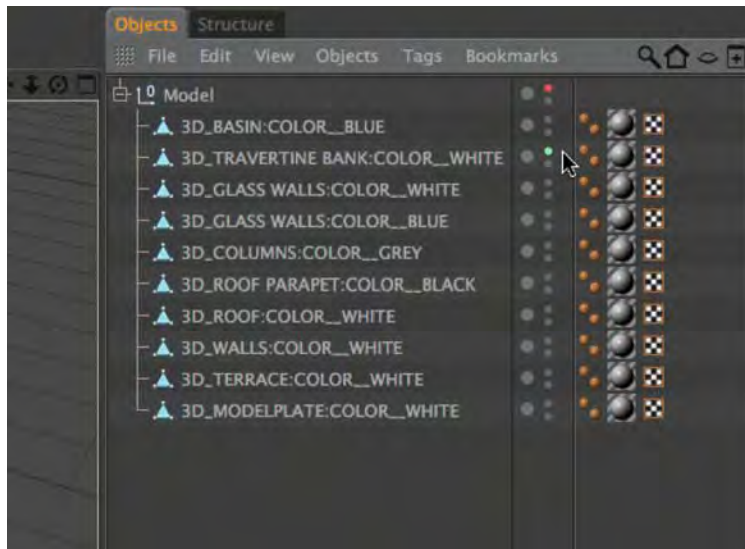 Objects Structure
File Edit View Objects Tags Bookmarks
Model
3D_BASIN:COLOR__BLUE
3D_TRAVERTINE BANK:COLOR__WHITE
3D_GLASS WALLS:COLOR__WHITE
3D_GLASS WALLS:COLOR__BLUE
3D_COLUMNS:COLOR__GREY
3D_ROOF PARAPET:COLOR__BLACK
3D_ROOF:COLOR__WHITE
3D_WALLS:COLOR__WHITE
3D_TERRACE:COLOR__WHITE
3D_MODELPLATE:COLOR__WHITE